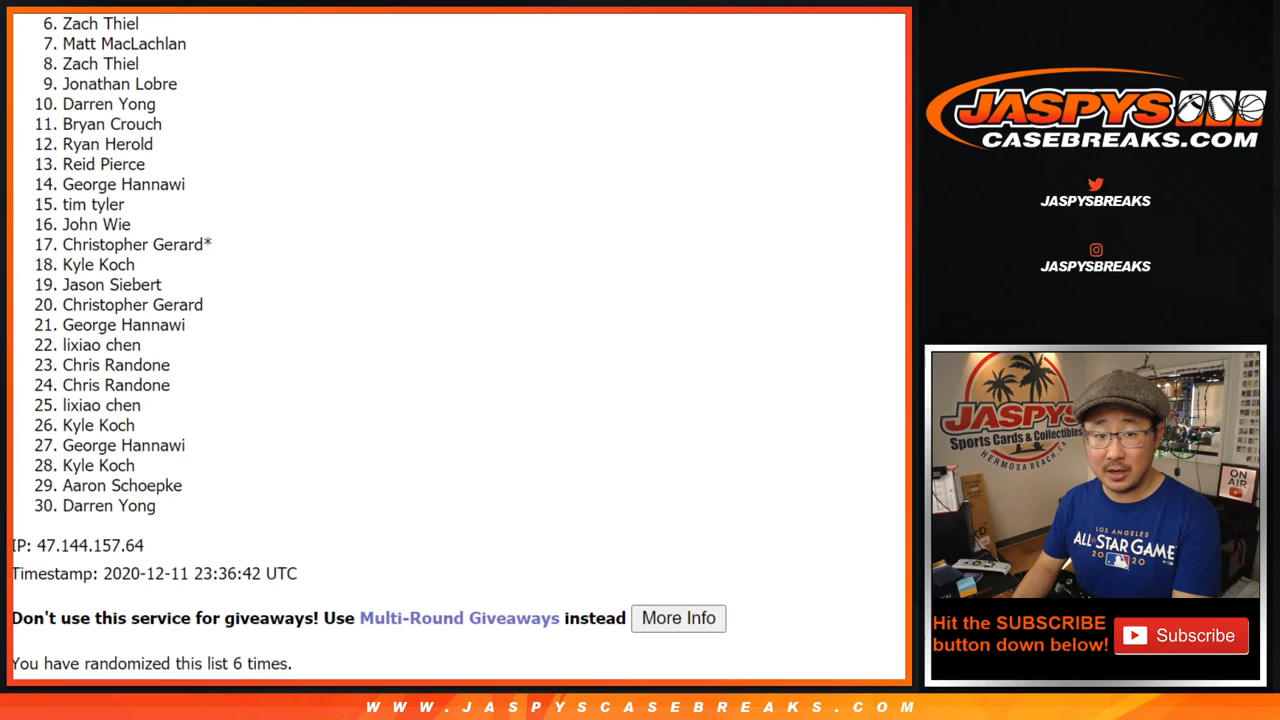 6. Zach Thiel
7. Matt MacLachlan
8. Zach Thiel
9. Jonathan Lobre
10. Darren Yong
11. Bryan Crouch
12. Ryan Herold
13. Reid Pierce
14. George Hannawi
15. tim tyler
16. John Wie
17. Christopher Gerard*
18. Kyle Koch
19. Jason Siebert
20. Christopher Gerard
21. George Hannawi
22. lixiao chen
23. Chris Randone
24. Chris Randone
25. lixiao chen
26. Kyle Koch
27. George Hannawi
28. Kyle Koch
29. Aaron Schoepke
30. Darren Yong
IP: 47.144.157.64
Timestamp: 2020-12-11 23:36:42 UTC
Don't use this service for giveaways! Use Multi-Round Giveaways instead More Info
You have randomized this list 6 times.
JASPYS
CASEBREAKS.COM
JASPYSBREAKS
JASPYSBREAKS
JASPYS
Sports Cards & Collectibles
HERMOSA BEACH, CA
ON
AIR
LOS ANGELES
ALL-STAR GAME
2020
Hit the SUBSCRIBE
button down below!
Subscribe
WWW.JASPYSCASEBREAKS.COM